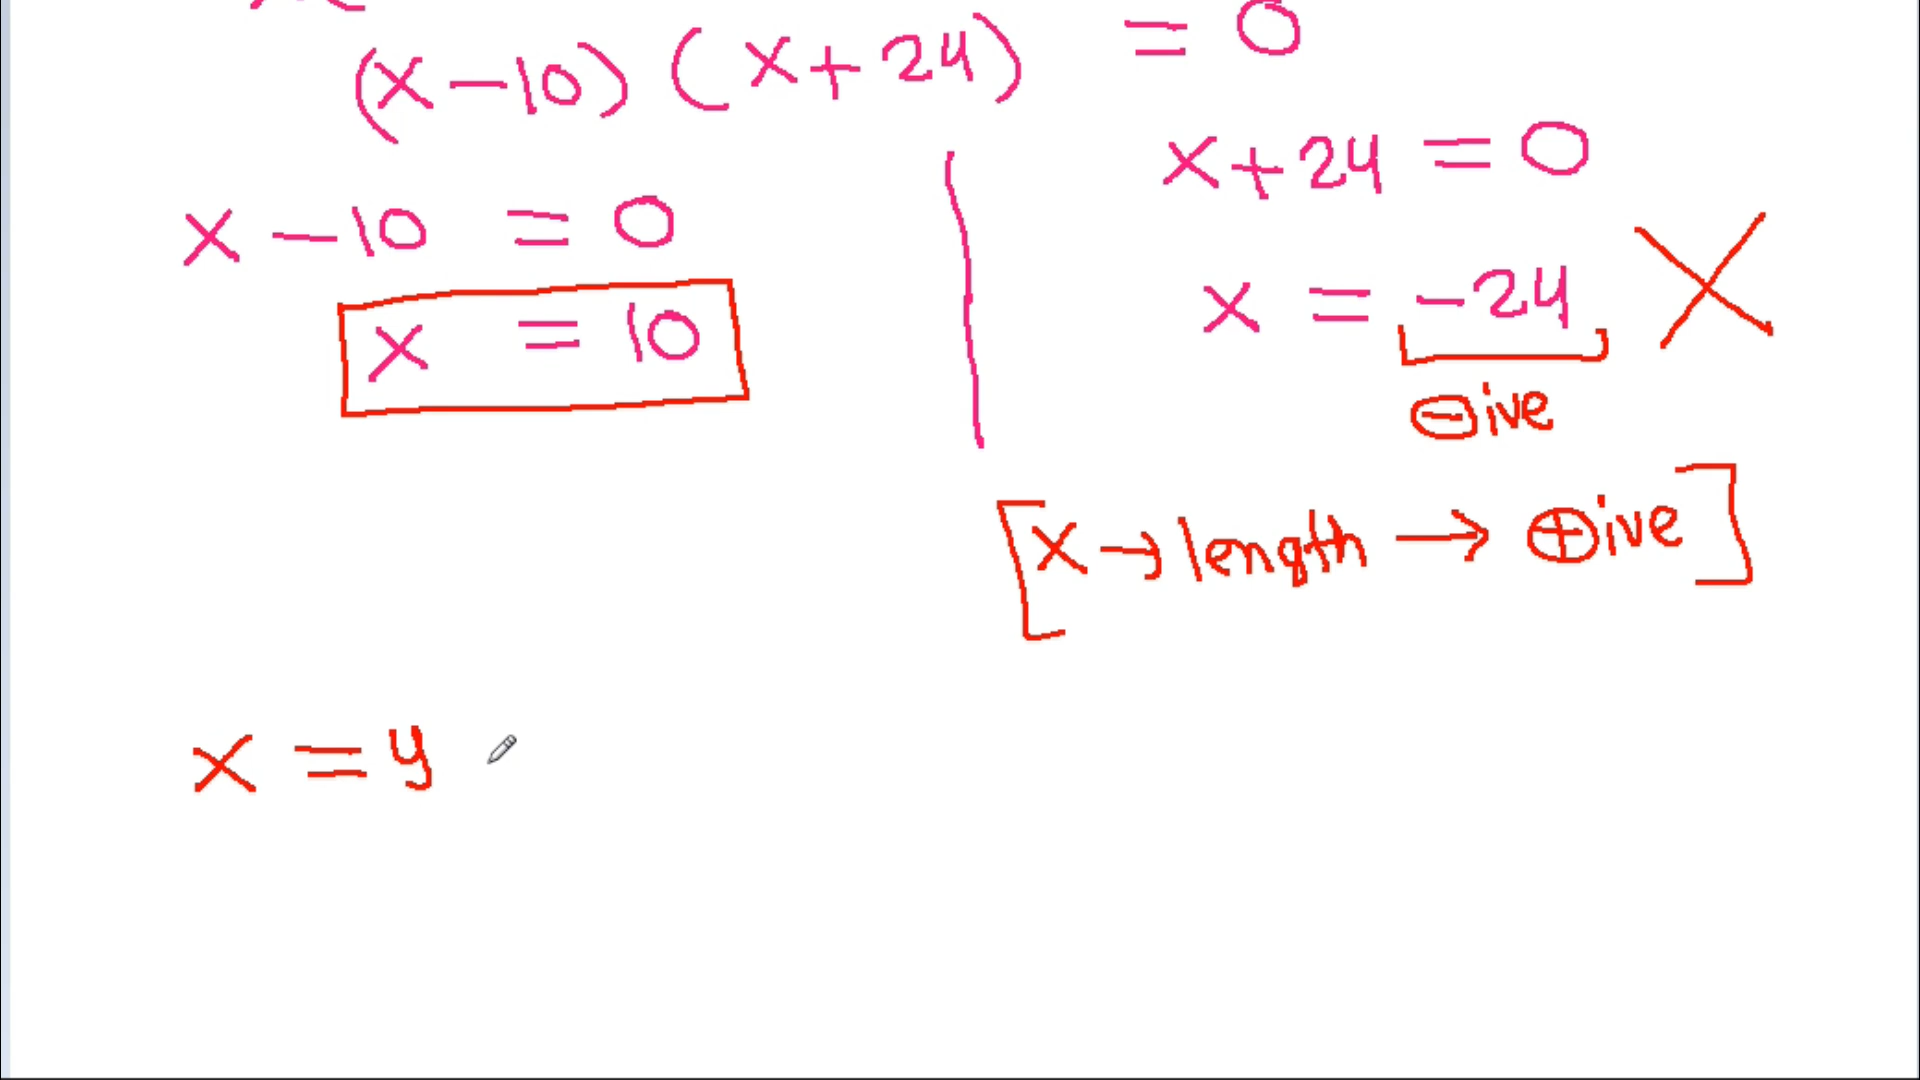 (x-10) (x+24) = 0
x-10 = 0
x = 10
x+24 = 0
x = -24
⊖ive
[x→length → ⊕ive]
x = y